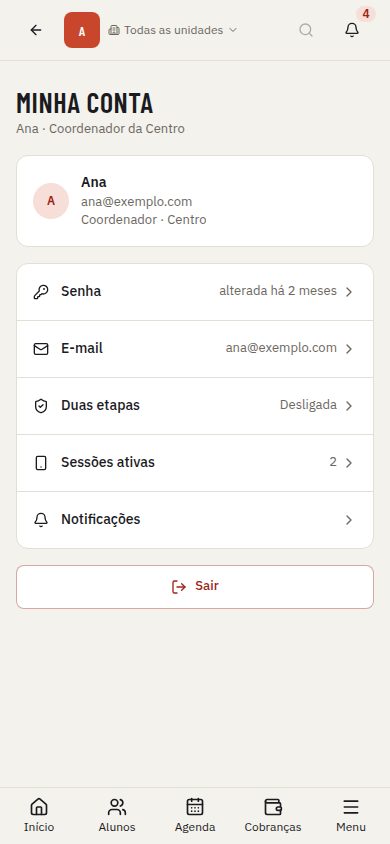 A
Todas as unidades
4
MINHA CONTA
Ana · Coordenador da Centro
A
Ana
ana@exemplo.com
Coordenador · Centro
Senha alterada há 2 meses
E-mail ana@exemplo.com
Duas etapas Desligada
Sessões ativas 2
Notificações
Sair
Início Alunos Agenda Cobranças Menu